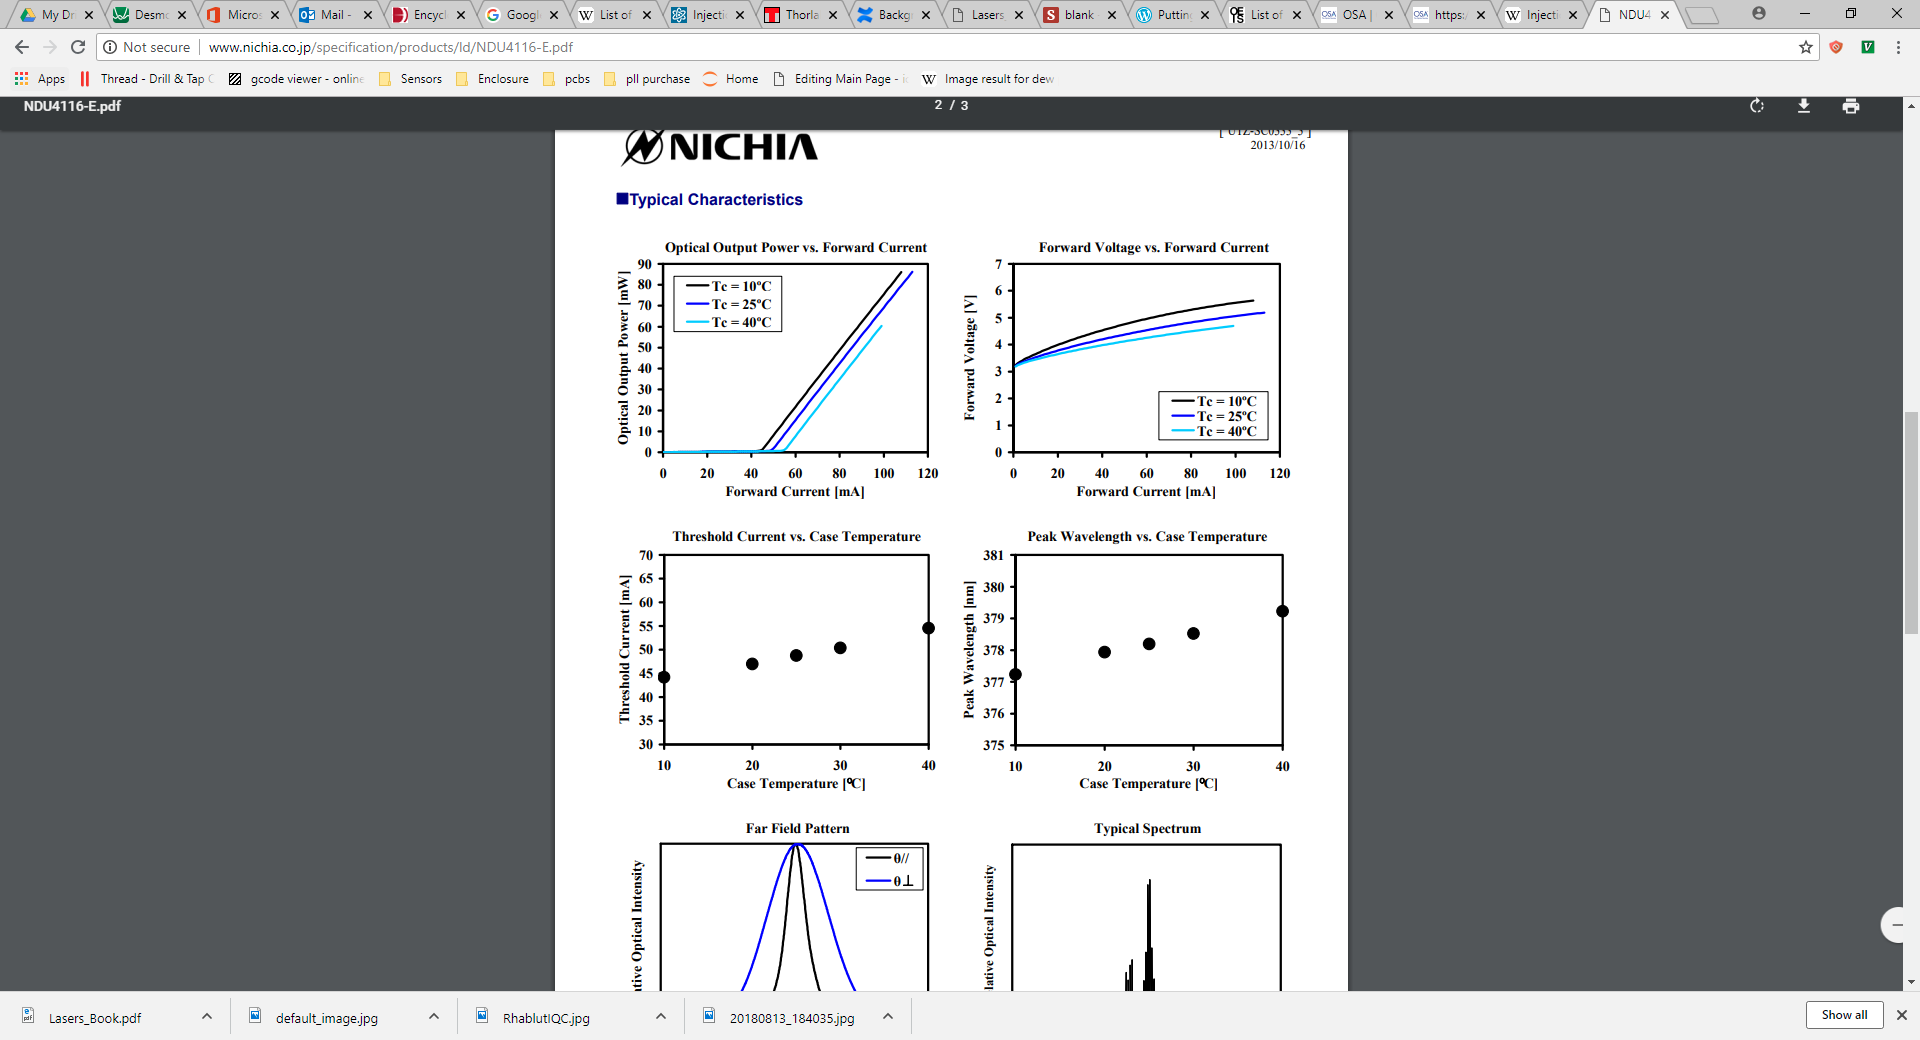 My Dr
Desmo
Micros
Mail -
Encycl
Googl
List of
Injecti
Thorla
Backg
Lasers
blank
Putting
List of
OSA |
https:
Injecti
NDU4
Not secure
www.nichia.co.jp/specification/products/ld/NDU4116-E.pdf
Apps
Thread - Drill & Tap C
gcode viewer - online
Sensors
Enclosure
pcbs
pll purchase
Home
Editing Main Page -
Image result for dew
NDU4116-E.pdf
2 / 3
NICHIA
2013/10/16
Typical Characteristics
Optical Output Power vs. Forward Current
90
80
70
60
50
40
30
20
10
0
Optical Output Power [mW]
Tc = 10°C
Tc = 25°C
Tc = 40°C
0 20 40 60 80 100 120
Forward Current [mA]
Forward Voltage vs. Forward Current
7
6
5
4
3
2
1
0
Forward Voltage [V]
Tc = 10°C
Tc = 25°C
Tc = 40°C
0 20 40 60 80 100 120
Forward Current [mA]
Threshold Current vs. Case Temperature
70
65
60
55
50
45
40
35
30
Threshold Current [mA]
10 20 30 40
Case Temperature [°C]
Peak Wavelength vs. Case Temperature
381
380
379
378
377
376
375
Peak Wavelength [nm]
10 20 30 40
Case Temperature [°C]
Far Field Pattern
θ//
θ⊥
tive Optical Intensity
Typical Spectrum
lative Optical Intensity
Lasers_Book.pdf
default_image.jpg
RhablutIQC.jpg
20180813_184035.jpg
Show all